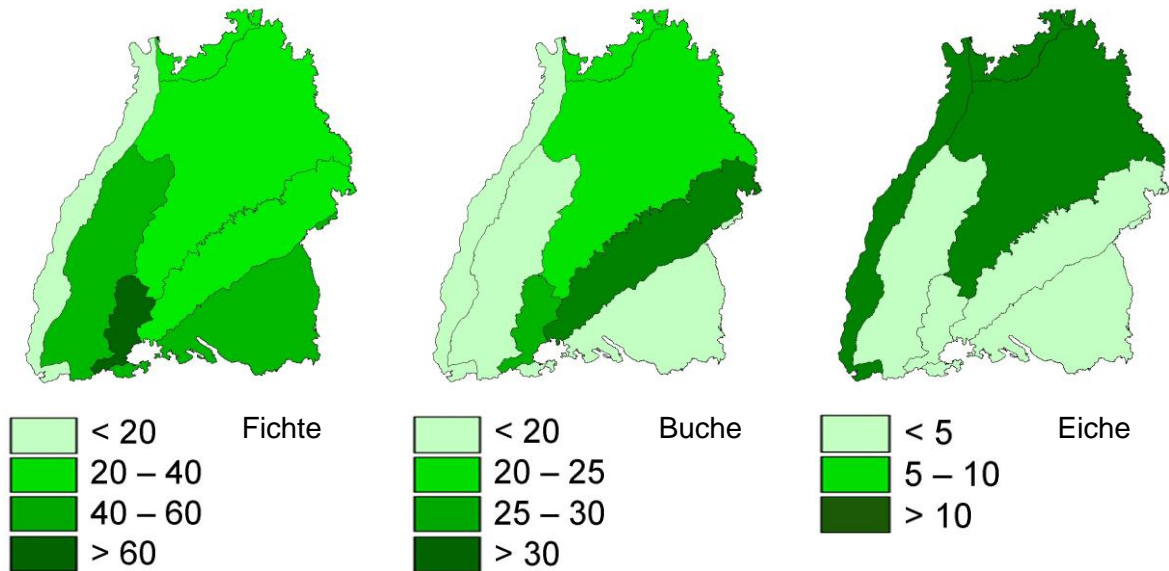 < 20 Fichte
20 – 40
40 – 60
> 60
< 20 Buche
20 – 25
25 – 30
> 30
< 5 Eiche
5 – 10
> 10